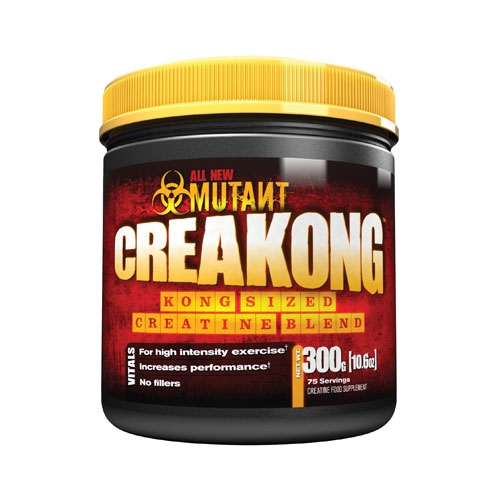 ALL NEW
MUTANT
CREAKONG
KONG SIZED
CREATINE BLEND
VITALS
For high intensity exercise†
Increases performance†
No fillers
NET WT. 300G [10.6oz]
75 Servings
CREATINE FOOD SUPPLEMENT